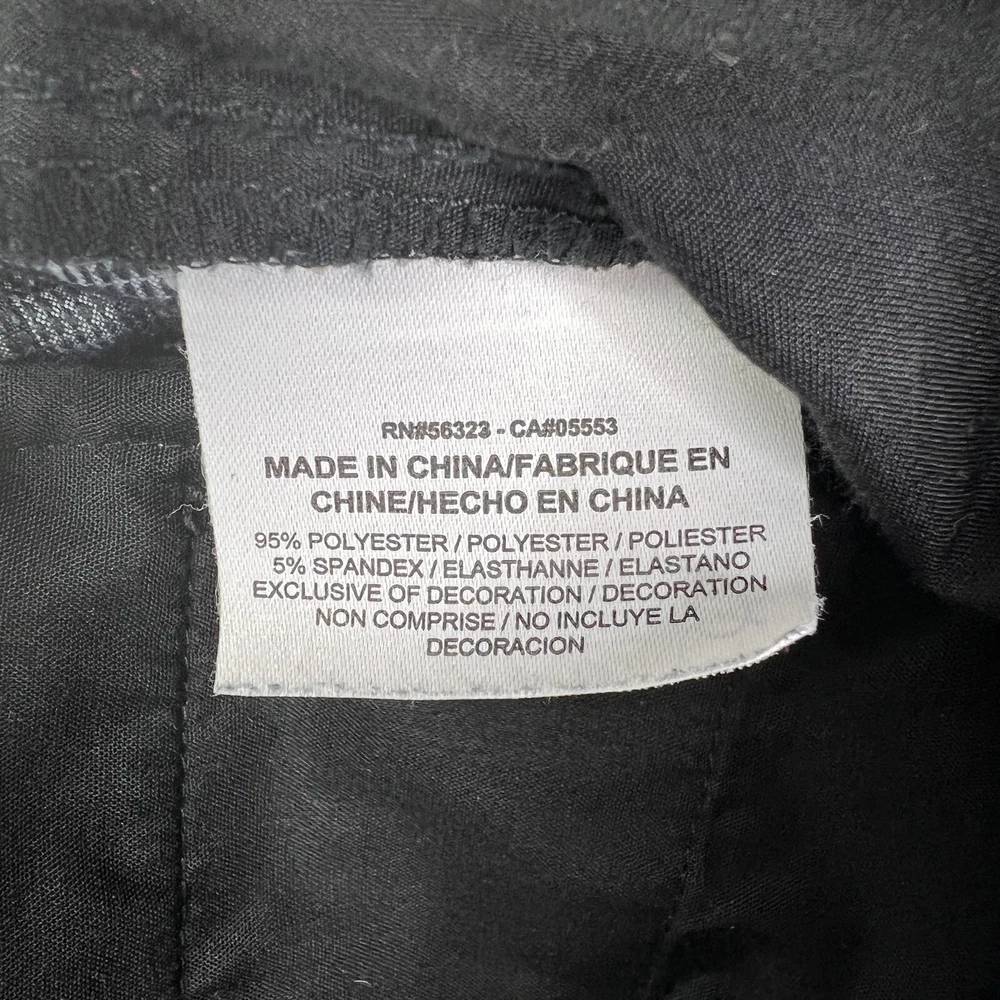 RN#56323 - CA#05553
MADE IN CHINA/FABRIQUE EN
CHINE/HECHO EN CHINA
95% POLYESTER / POLYESTER / POLIESTER
5% SPANDEX / ELASTHANNE / ELASTANO
EXCLUSIVE OF DECORATION / DECORATION
NON COMPRISE / NO INCLUYE LA
DECORACION